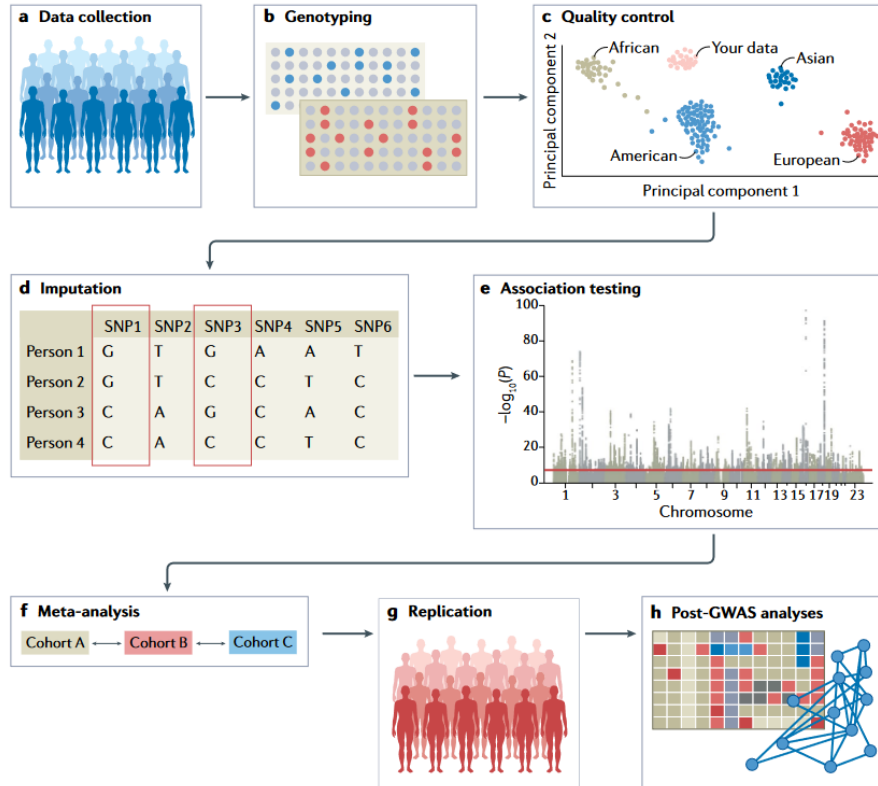 a Data collection
b Genotyping
c Quality control
African
Your data
Asian
American
European
Principal component 2
Principal component 1
d Imputation
SNP1 SNP2 SNP3 SNP4 SNP5 SNP6
Person 1 G T G A A T
Person 2 G T C C T C
Person 3 C A G C A C
Person 4 C A C C T C
e Association testing
100
80
60
40
20
0
−log10(P)
1 3 5 7 9 11 13 15 17 19 23
Chromosome
f Meta-analysis
Cohort A Cohort B Cohort C
g Replication
h Post-GWAS analyses